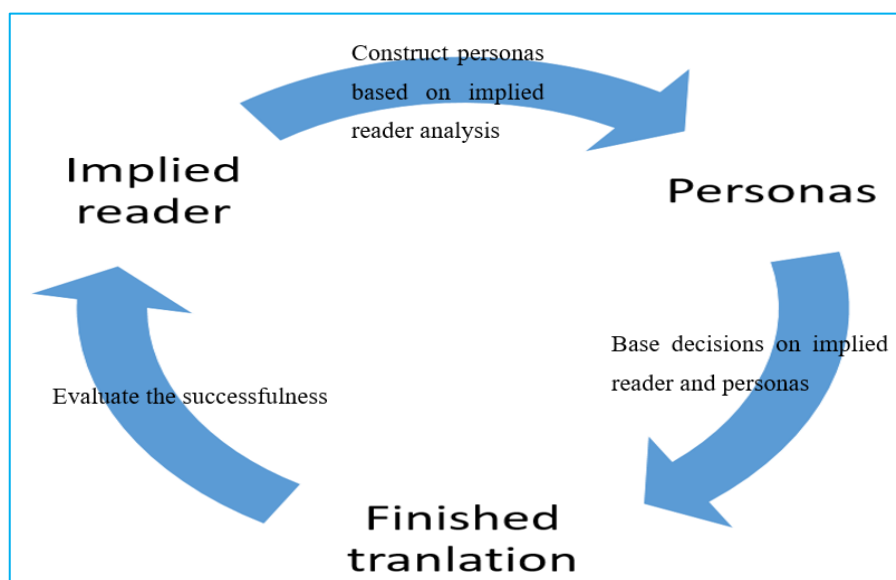 Construct personas
based on implied
reader analysis
Implied
reader
Personas
Base decisions on implied
reader and personas
Evaluate the successfulness
Finished
tranlation